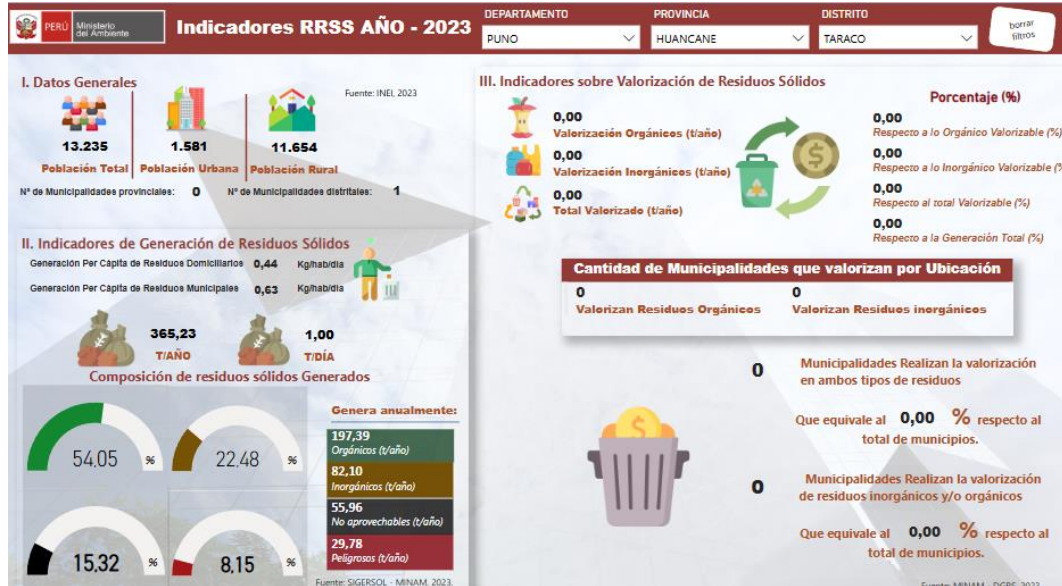 PERÚ
Ministerio
del Ambiente
Indicadores RRSS AÑO - 2023
DEPARTAMENTO
PUNO
PROVINCIA
HUANCANE
DISTRITO
TARACO
borrar
filtros
I. Datos Generales
Fuente: INEI, 2023
13.235
Población Total
1.581
Población Urbana
11.654
Población Rural
N° de Municipalidades provinciales: 0
N° de Municipalidades distritales: 1
II. Indicadores de Generación de Residuos Sólidos
Generación Per Cápita de Residuos Domiciliarios 0,44 Kg/hab/día
Generación Per Cápita de Residuos Municipales 0,63 Kg/hab/día
365,23
T/AÑO
1,00
T/DÍA
Composición de residuos sólidos Generados
54,05 %
22,48 %
15,32 %
8,15 %
Genera anualmente:
197,39
Orgánicos (t/año)
82,10
Inorgánicos (t/año)
55,96
No aprovechables (t/año)
29,78
Peligrosos (t/año)
Fuente: SIGERSOL - MINAM, 2023.
III. Indicadores sobre Valorización de Residuos Sólidos
0,00
Valorización Orgánicos (t/año)
0,00
Valorización Inorgánicos (t/año)
0,00
Total Valorizado (t/año)
Porcentaje (%)
0,00
Respecto a lo Orgánico Valorizable (%)
0,00
Respecto a lo Inorgánico Valorizable (%
0,00
Respecto al total Valorizable (%)
0,00
Respecto a la Generación Total (%)
Cantidad de Municipalidades que valorizan por Ubicación
0
Valorizan Residuos Orgánicos
0
Valorizan Residuos inorgánicos
0
Municipalidades Realizan la valorización
en ambos tipos de residuos
Que equivale al 0,00 % respecto al
total de municipios.
0
Municipalidades Realizan la valorización
de residuos inorgánicos y/o orgánicos
Que equivale al 0,00 % respecto al
total de municipios.
Fuente: MINAM - DGRS, 2023